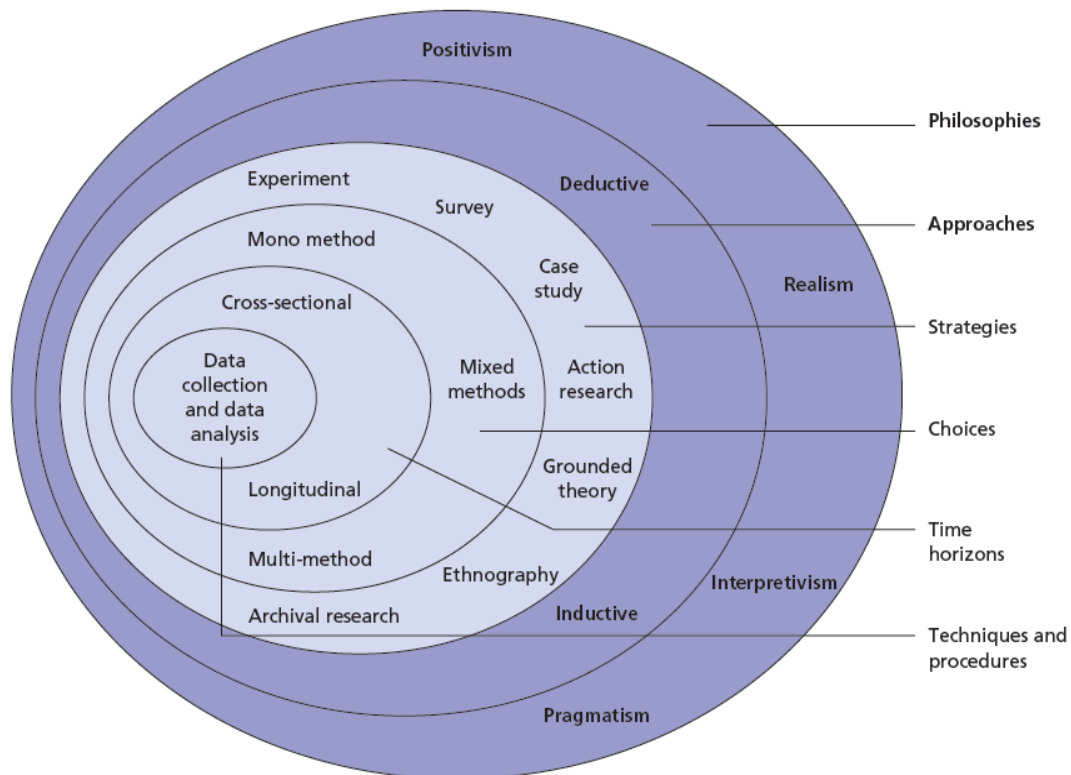 Positivism
Philosophies
Experiment
Deductive
Survey
Approaches
Mono method
Case
study
Realism
Cross-sectional
Strategies
Data
collection
and data
analysis
Mixed
methods
Action
research
Choices
Grounded
theory
Longitudinal
Time
horizons
Multi-method
Ethnography
Interpretivism
Archival research
Inductive
Techniques and
procedures
Pragmatism